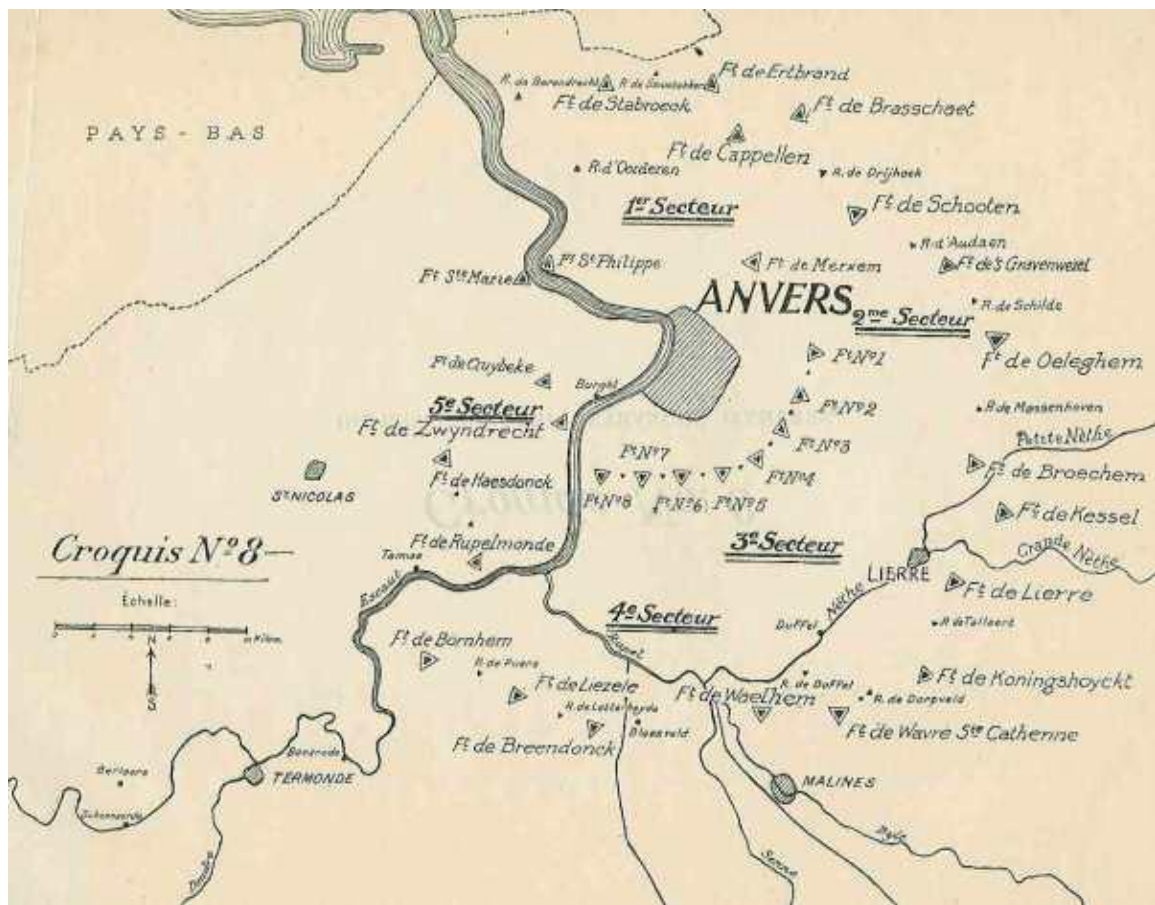 PAYS-BAS
R. de Berendrecht
Ft. de Ertbrand
Ft. de Stabroeck
Ft. de Brasschaet
Ft. de Cappellen
R. d'Oorderen
R. de Drijhoek
1er Secteur
Ft. de Schooten
R. d'Audaen
Ft. St Philippe
Ft. de Merxem
Ft. de S Gravenwezel
Ft. Ste Marie
ANVERS
2me Secteur
R. de Schilde
Ft. No 1
Ft. de Oeleghem
Ft. de Cruybeke
Burght
5e Secteur
Ft. No 2
R. de Massenhoven
Ft. de Zwyndrecht
Petite Nèthe
Ft. No 3
Ft. No 7
Ft. de Broechem
St NICOLAS
Ft. de Haesdonck
Ft. No 4
Ft. No 8
Ft. No 6
Ft. No 5
Ft. de Kessel
Croquis No 8
Ft. de Rupelmonde
3e Secteur
Grande Nèthe
Tamse
LIERRE
Échelle:
Escaut
Ft. de Lierre
Nèthe
Kilom.
4e Secteur
R. de Tallaert
Duffel
N
Rupel
Ft. de Bornhem
R. de Puers
S
Ft. de Liezele
Ft. de Waelhem
R. de Duffel
Ft. de Koningshoyckt
R. de Dorpveld
Blaesveld
Ft. de Breendonck
Ft. de Wavre Ste Catherine
Baesrode
Berlaere
TERMONDE
MALINES
Schoonaerde
Dyle
Dendre
Senne